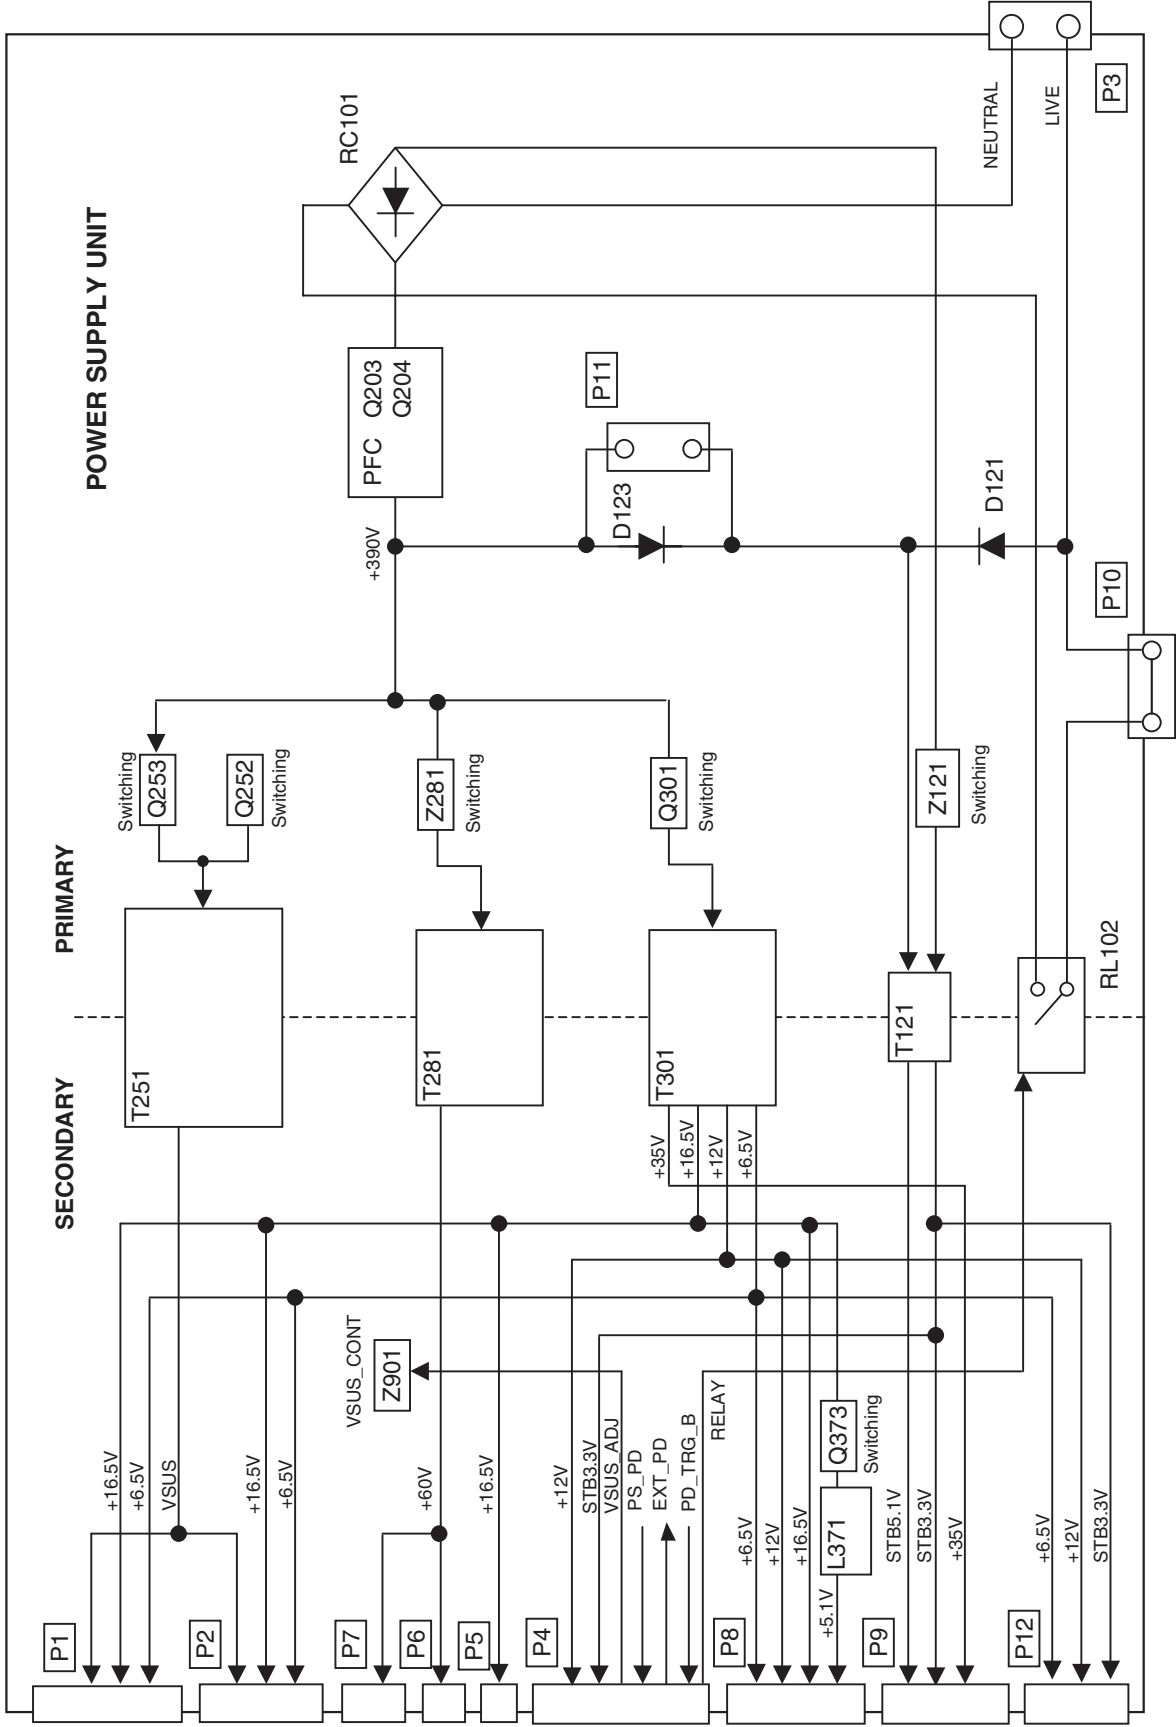 POWER SUPPLY UNIT
SECONDARY
PRIMARY
P1
+16.5V
+6.5V
VSUS
T251
Switching
Q253
Q252
Switching
RC101
P2
+16.5V
+6.5V
PFC Q203
Q204
+390V
P7
P6
+60V
VSUS_CONT
Z901
T281
Z281
Switching
P5
+16.5V
P4
+12V
STB3.3V
VSUS_ADJ
PS_PD
EXT_PD
PD_TRG_B
RELAY
T301
+35V
+16.5V
+12V
+6.5V
Q301
Switching
D123
P11
P8
+6.5V
+12V
+16.5V
+5.1V
L371
Q373
Switching
P9
STB5.1V
STB3.3V
+35V
T121
Z121
Switching
D121
NEUTRAL
LIVE
P12
+6.5V
+12V
STB3.3V
RL102
P10
P3